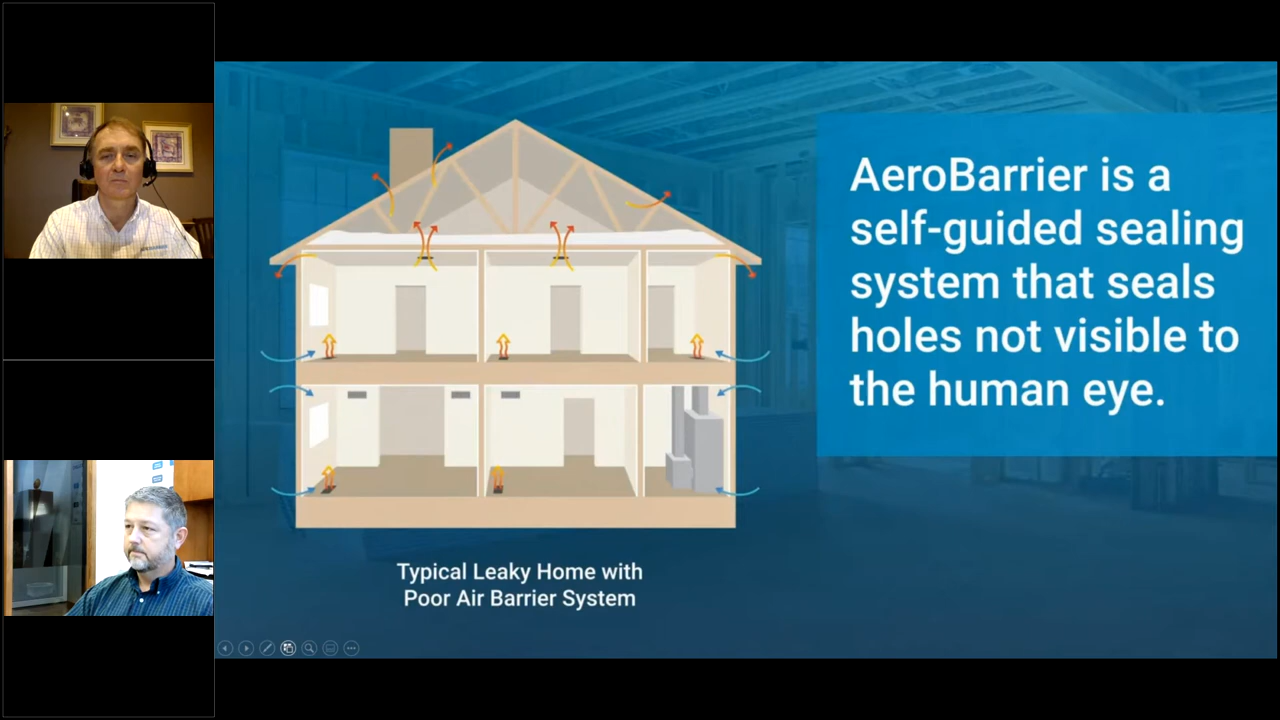 AeroBarrier is a
self-guided sealing
system that seals
holes not visible to
the human eye.
Typical Leaky Home with
Poor Air Barrier System